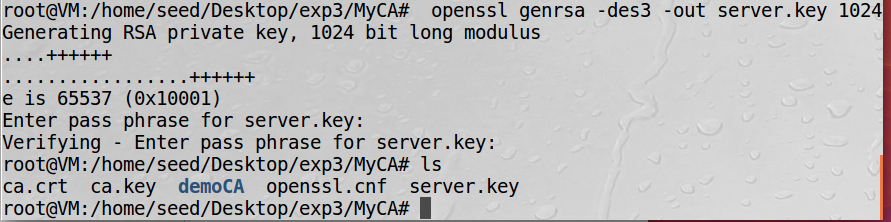 root@VM:/home/seed/Desktop/exp3/MyCA#  openssl genrsa -des3 -out server.key 1024
Generating RSA private key, 1024 bit long modulus
....++++++
.................++++++
e is 65537 (0x10001)
Enter pass phrase for server.key:
Verifying - Enter pass phrase for server.key:
root@VM:/home/seed/Desktop/exp3/MyCA# ls
ca.crt  ca.key  demoCA  openssl.cnf  server.key
root@VM:/home/seed/Desktop/exp3/MyCA#